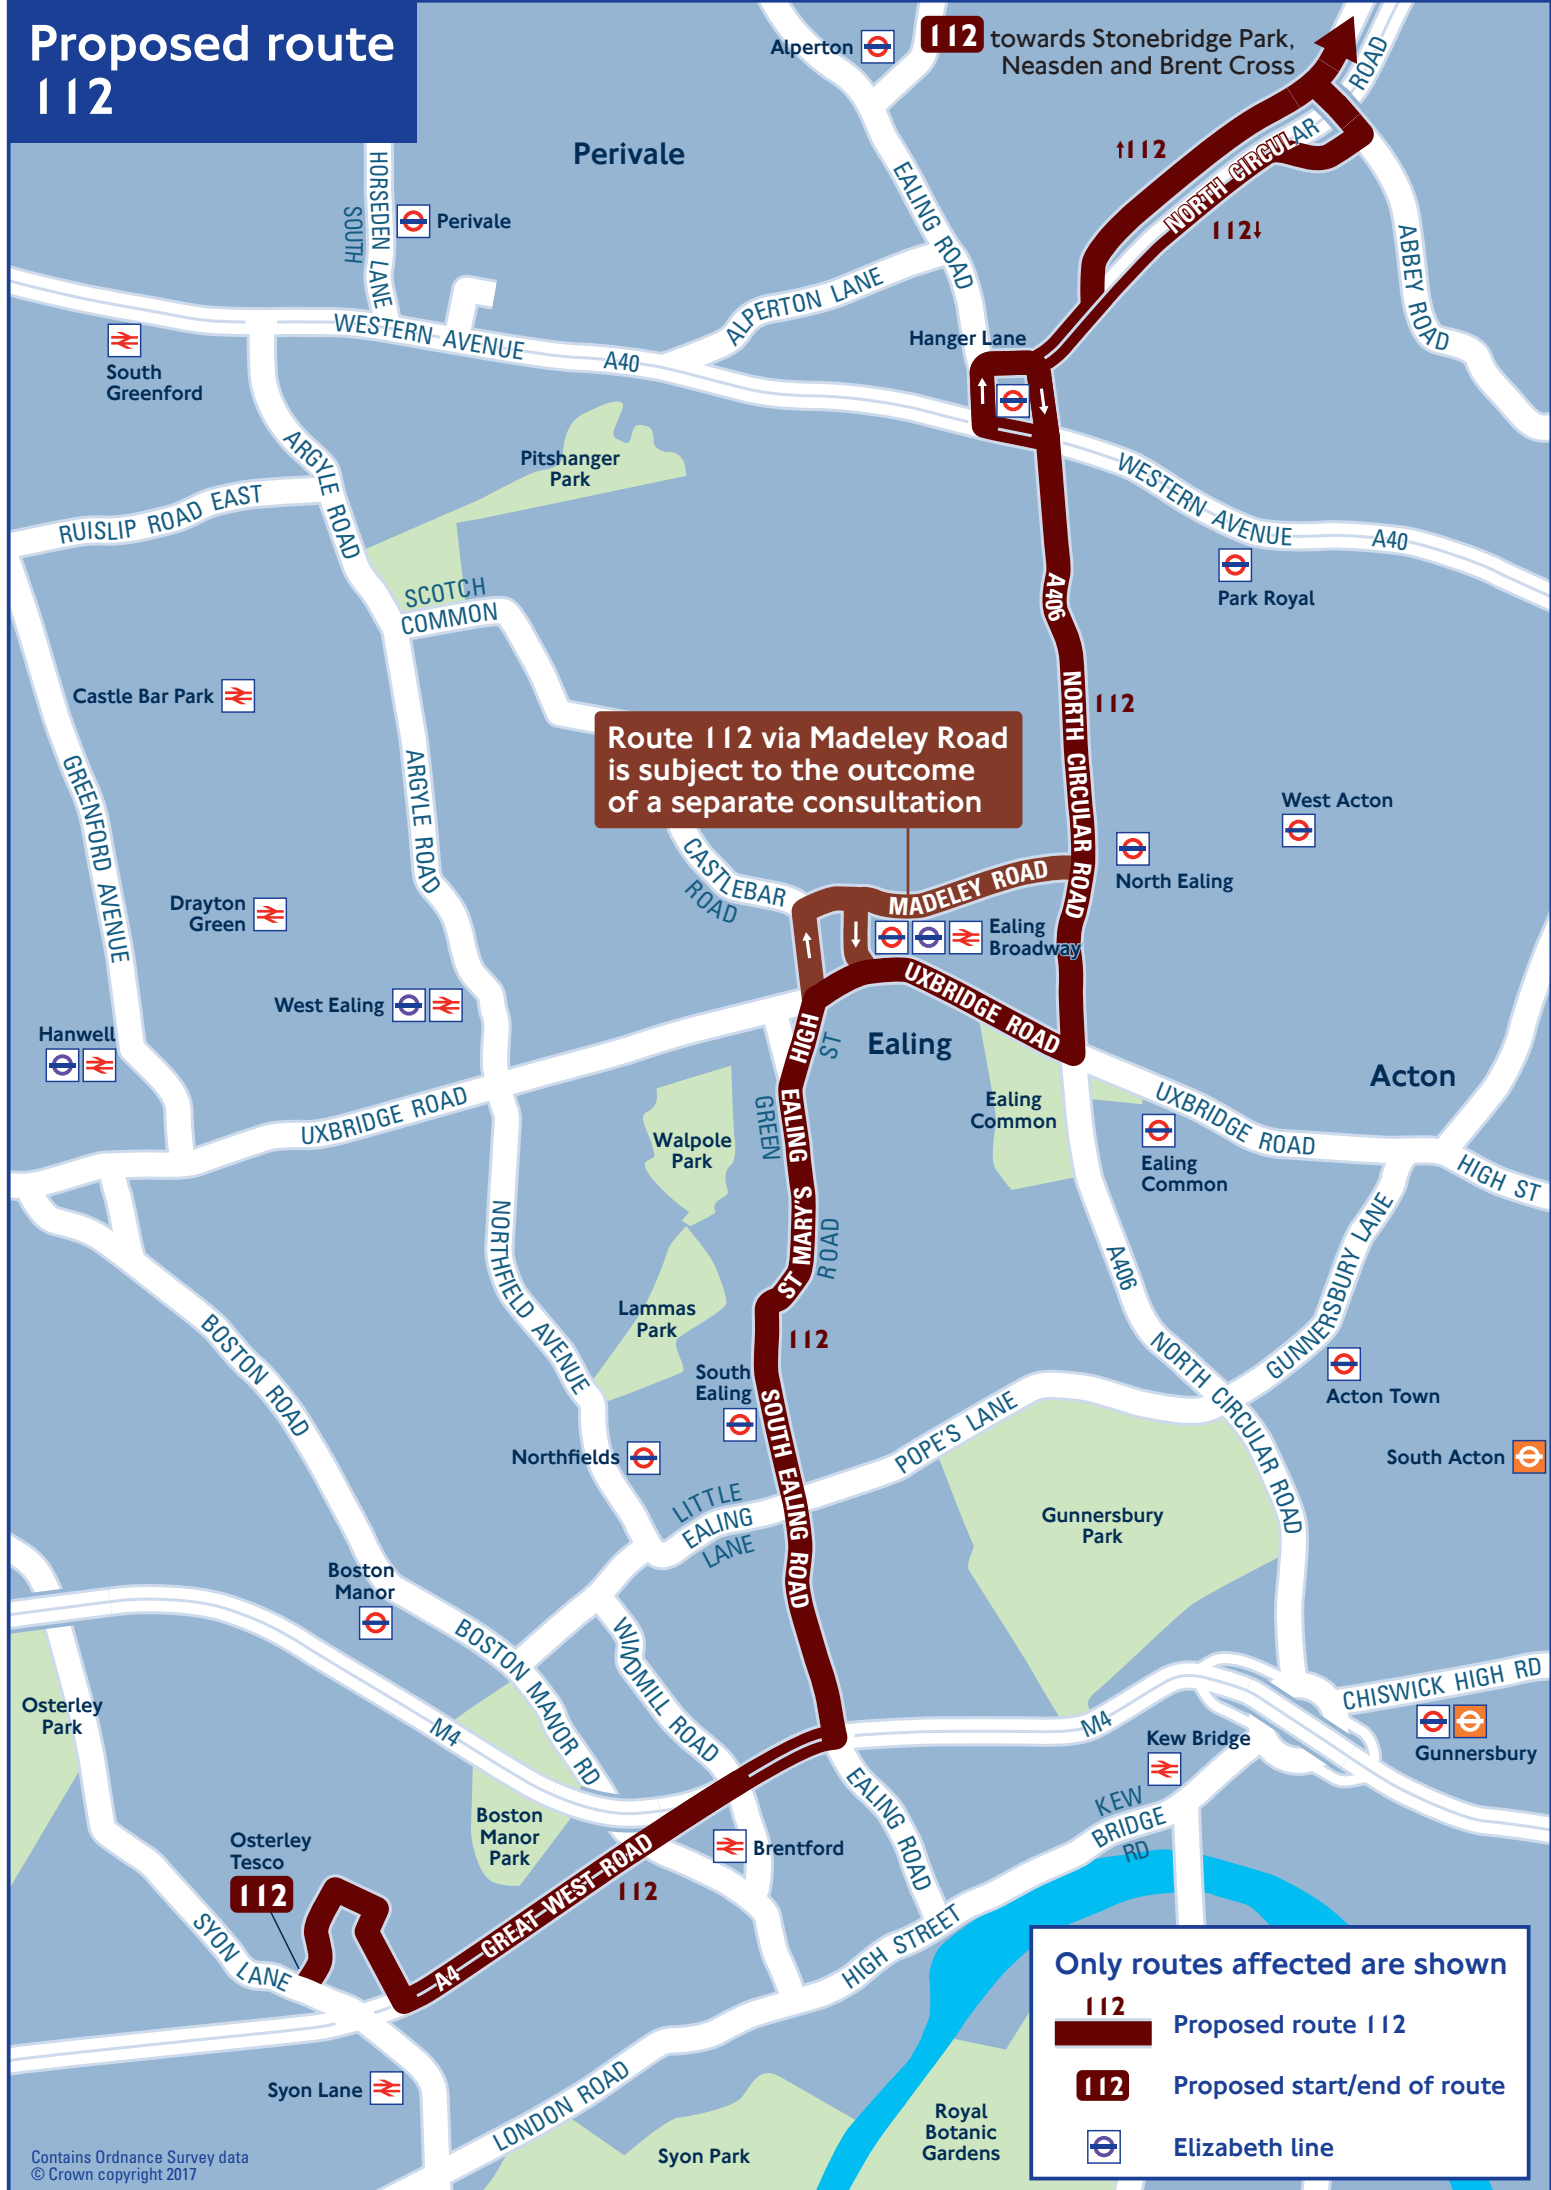 Proposed route
112
Alperton
112 towards Stonebridge Park,
Neasden and Brent Cross
ROAD
Perivale
HORSEDEN LANE
SOUTH
Perivale
EALING ROAD
↑112
NORTH CIRCULAR
112↓
ABBEY ROAD
ALPERTON LANE
WESTERN AVENUE
A40
Hanger Lane
South
Greenford
ARGYLE ROAD
Pitshanger
Park
WESTERN AVENUE
A40
RUISLIP ROAD EAST
Park Royal
SCOTCH
COMMON
A406
Castle Bar Park
NORTH CIRCULAR ROAD
112
Route 112 via Madeley Road
is subject to the outcome
of a separate consultation
GREENFORD AVENUE
ARGYLE ROAD
West Acton
CASTLEBAR
ROAD
MADELEY ROAD
North Ealing
Drayton
Green
Ealing
Broadway
UXBRIDGE ROAD
West Ealing
Hanwell
HIGH
ST
Ealing
Acton
UXBRIDGE ROAD
EALING
GREEN
Walpole
Park
Ealing
Common
UXBRIDGE ROAD
Ealing
Common
HIGH ST
NORTHFIELD AVENUE
ST MARY'S
ROAD
A406
GUNNERSBURY LANE
Lammas
Park
112
BOSTON ROAD
NORTH CIRCULAR ROAD
South
Ealing
Acton Town
SOUTH EALING ROAD
POPE'S LANE
Northfields
South Acton
LITTLE
EALING
LANE
Gunnersbury
Park
Boston
Manor
BOSTON MANOR RD
WINDMILL ROAD
Osterley
Park
M4
M4
CHISWICK HIGH RD
Kew Bridge
Gunnersbury
EALING ROAD
KEW
BRIDGE
RD
Boston
Manor
Park
Osterley
Tesco
112
Brentford
112
A4
GREAT WEST ROAD
SYON LANE
HIGH STREET
Only routes affected are shown
112
Proposed route 112
112
Proposed start/end of route
Elizabeth line
Syon Lane
LONDON ROAD
Syon Park
Royal
Botanic
Gardens
Contains Ordnance Survey data
© Crown copyright 2017